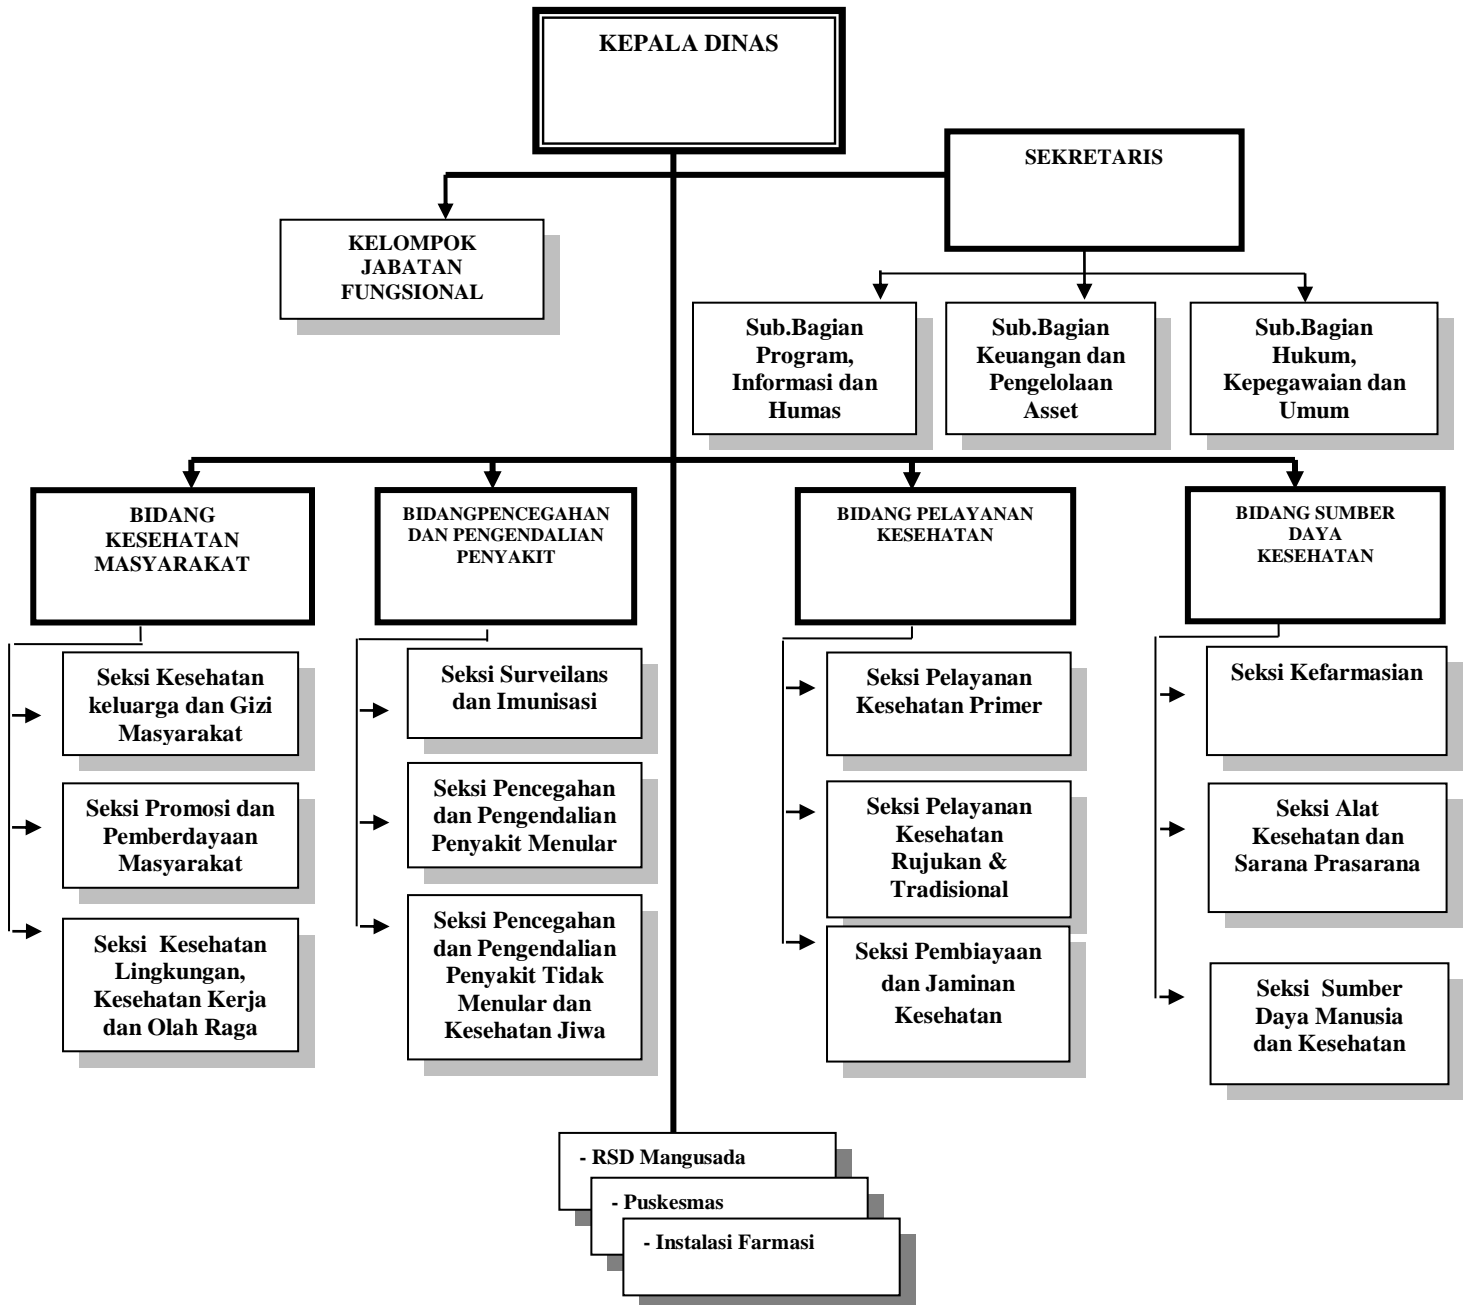 KEPALA DINAS
SEKRETARIS
KELOMPOK
JABATAN
FUNGSIONAL
Sub.Bagian
Program,
Informasi dan
Humas
Sub.Bagian
Keuangan dan
Pengelolaan
Asset
Sub.Bagian
Hukum,
Kepegawaian dan
Umum
BIDANG
KESEHATAN
MASYARAKAT
BIDANGPENCEGAHAN
DAN PENGENDALIAN
PENYAKIT
BIDANG PELAYANAN
KESEHATAN
BIDANG SUMBER
DAYA
KESEHATAN
Seksi Kesehatan
keluarga dan Gizi
Masyarakat
Seksi Promosi dan
Pemberdayaan
Masyarakat
Seksi Kesehatan
Lingkungan,
Kesehatan Kerja
dan Olah Raga
Seksi Surveilans
dan Imunisasi
Seksi Pencegahan
dan Pengendalian
Penyakit Menular
Seksi Pencegahan
dan Pengendalian
Penyakit Tidak
Menular dan
Kesehatan Jiwa
Seksi Pelayanan
Kesehatan Primer
Seksi Pelayanan
Kesehatan
Rujukan &
Tradisional
Seksi Pembiayaan
dan Jaminan
Kesehatan
Seksi Kefarmasian
Seksi Alat
Kesehatan dan
Sarana Prasarana
Seksi Sumber
Daya Manusia
dan Kesehatan
- RSD Mangusada
- Puskesmas
- Instalasi Farmasi